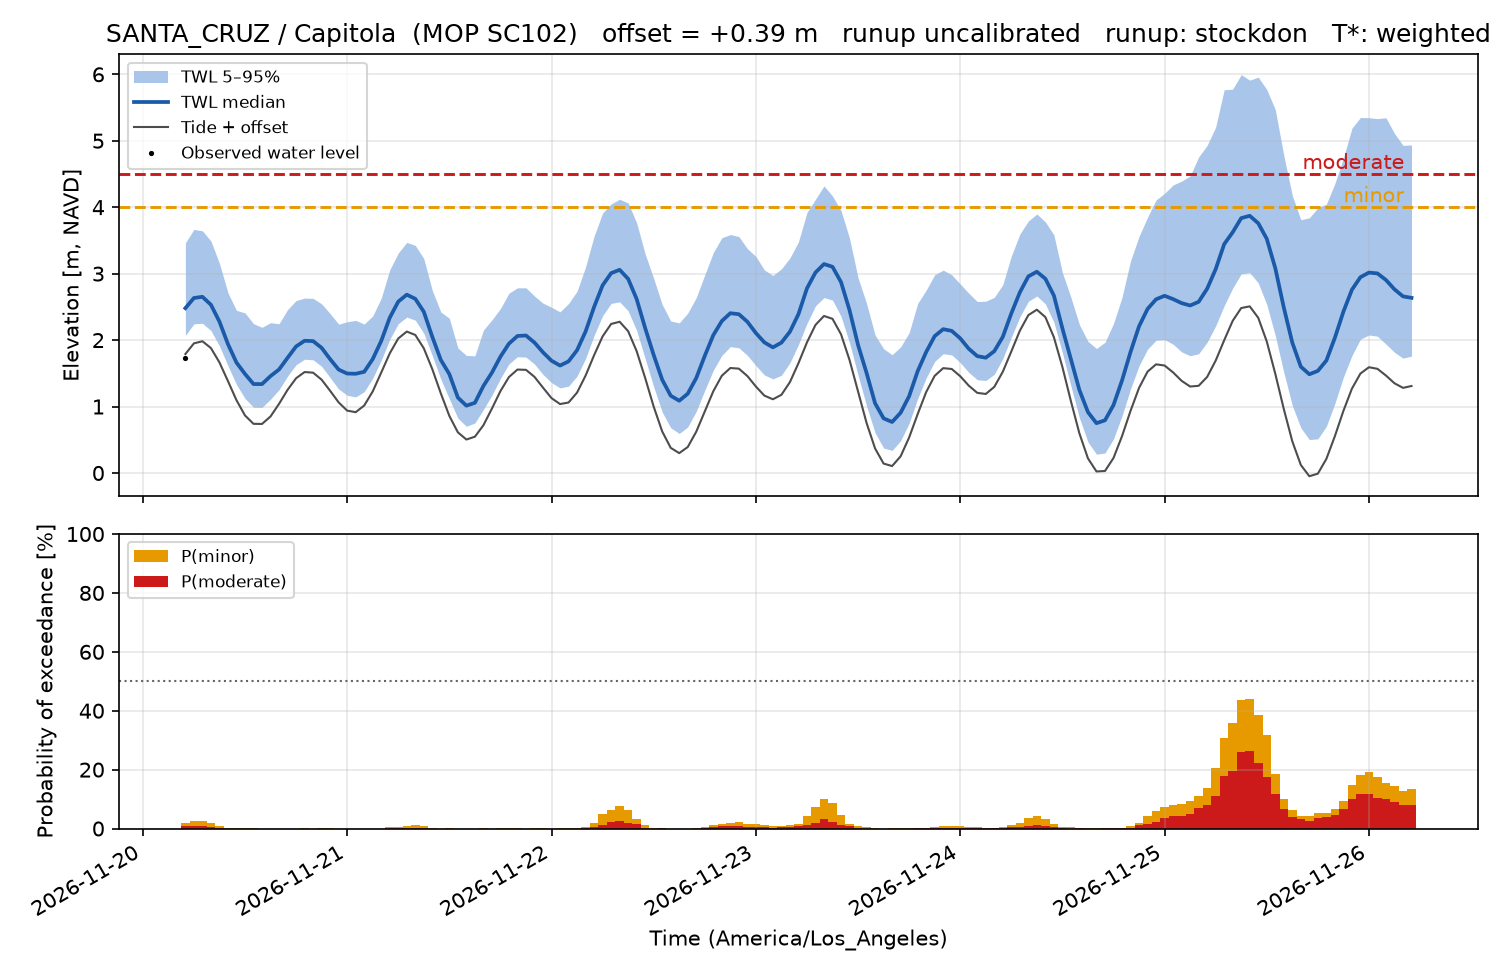 SANTA_CRUZ / Capitola (MOP SC102) offset = +0.39 m runup uncalibrated runup: stockdon T*: weighted
Elevation [m, NAVD]
6
5
4
3
2
1
0
TWL 5–95%
TWL median
Tide + offset
Observed water level
moderate
minor
Probability of exceedance [%]
100
80
60
40
20
0
P(minor)
P(moderate)
2026-11-20
2026-11-21
2026-11-22
2026-11-23
2026-11-24
2026-11-25
2026-11-26
Time (America/Los_Angeles)